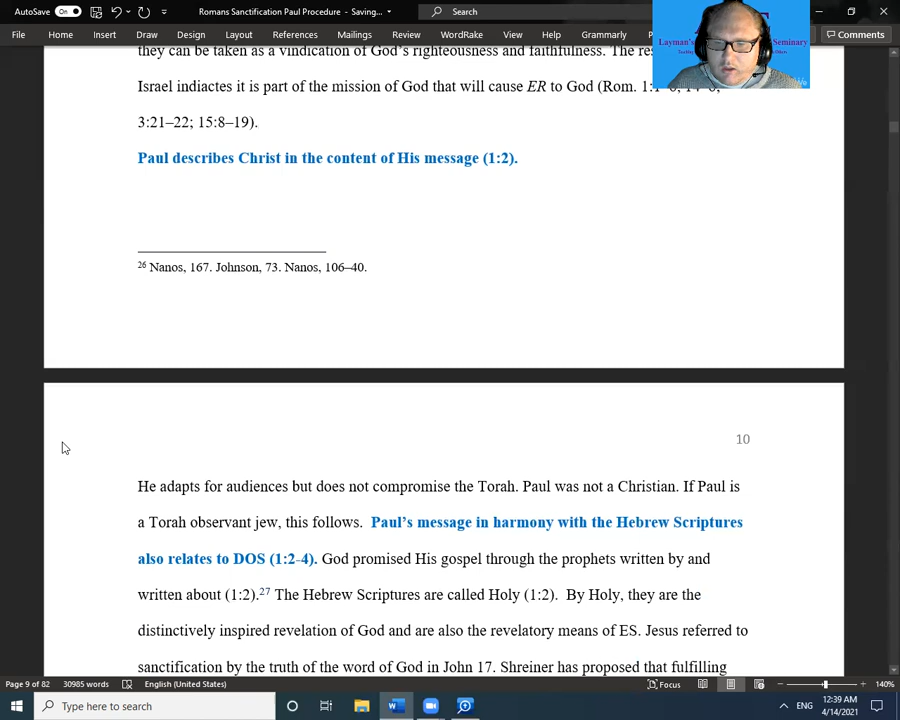 AutoSave On Romans Sanctification Paul Procedure - Saving... Search
File Home Insert Draw Design Layout References Mailings Review WordRake View Help Grammarly Comments
Layman's Seminary
they can be taken as a vindication of God's righteousness and faithfulness. The
Israel indiactes it is part of the mission of God that will cause ER to God (Rom.
3:21–22; 15:8–19).
Paul describes Christ in the content of His message (1:2).
26 Nanos, 167. Johnson, 73. Nanos, 106–40.
10
He adapts for audiences but does not compromise the Torah. Paul was not a Christian. If Paul is
a Torah observant jew, this follows. Paul's message in harmony with the Hebrew Scriptures
also relates to DOS (1:2-4). God promised His gospel through the prophets written by and
written about (1:2).27 The Hebrew Scriptures are called Holy (1:2). By Holy, they are the
distinctively inspired revelation of God and are also the revelatory means of ES. Jesus referred to
sanctification by the truth of the word of God in John 17. Shreiner has proposed that fulfilling
Page 9 of 82 30985 words English (United States) Focus 140%
Type here to search ENG 12:39 AM
4/14/2021